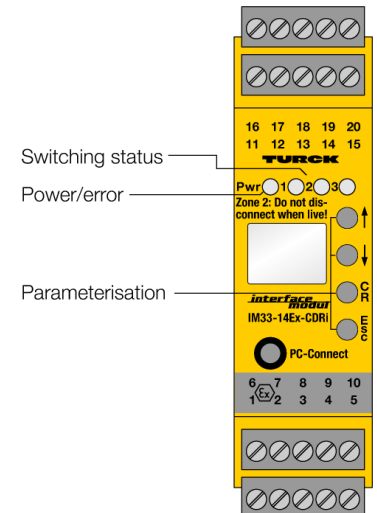 16 17 18 19 20
11 12 13 14 15
TURCK
Switching status
Pwr 1 2 3
Power/error
Zone 2: Do not dis-
connect when live!
↑
↓
Parameterisation
CR
interface
modul
IM33-14Ex-CDRi
Esc
PC-Connect
6 7 8 9 10
Ex
1 2 3 4 5